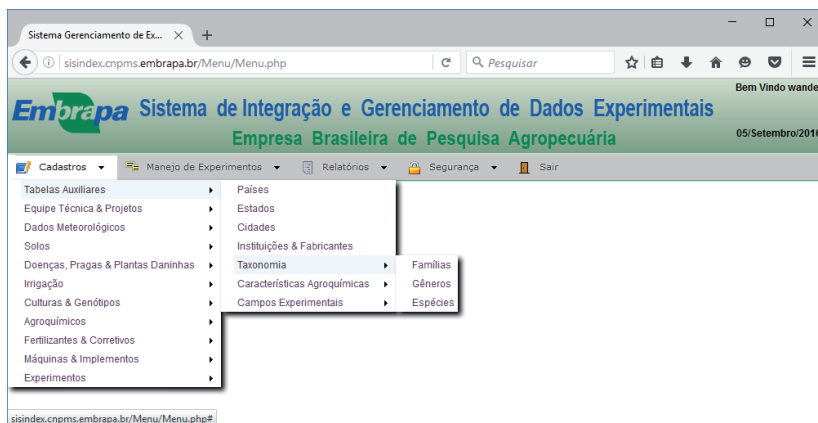 Sistema Gerenciamento de Ex...
sisindex.cnpms.embrapa.br/Menu/Menu.php
Pesquisar
Bem Vindo wande
Embrapa
Sistema de Integração e Gerenciamento de Dados Experimentais
Empresa Brasileira de Pesquisa Agropecuária
05/Setembro/2016
Cadastros Manejo de Experimentos Relatórios Segurança Sair
Tabelas Auxiliares
Equipe Técnica & Projetos
Dados Meteorológicos
Solos
Doenças, Pragas & Plantas Daninhas
Irrigação
Culturas & Genótipos
Agroquímicos
Fertilizantes & Corretivos
Máquinas & Implementos
Experimentos
Países
Estados
Cidades
Instituições & Fabricantes
Taxonomia
Características Agroquímicas
Campos Experimentais
Famílias
Gêneros
Espécies
sisindex.cnpms.embrapa.br/Menu/Menu.php#